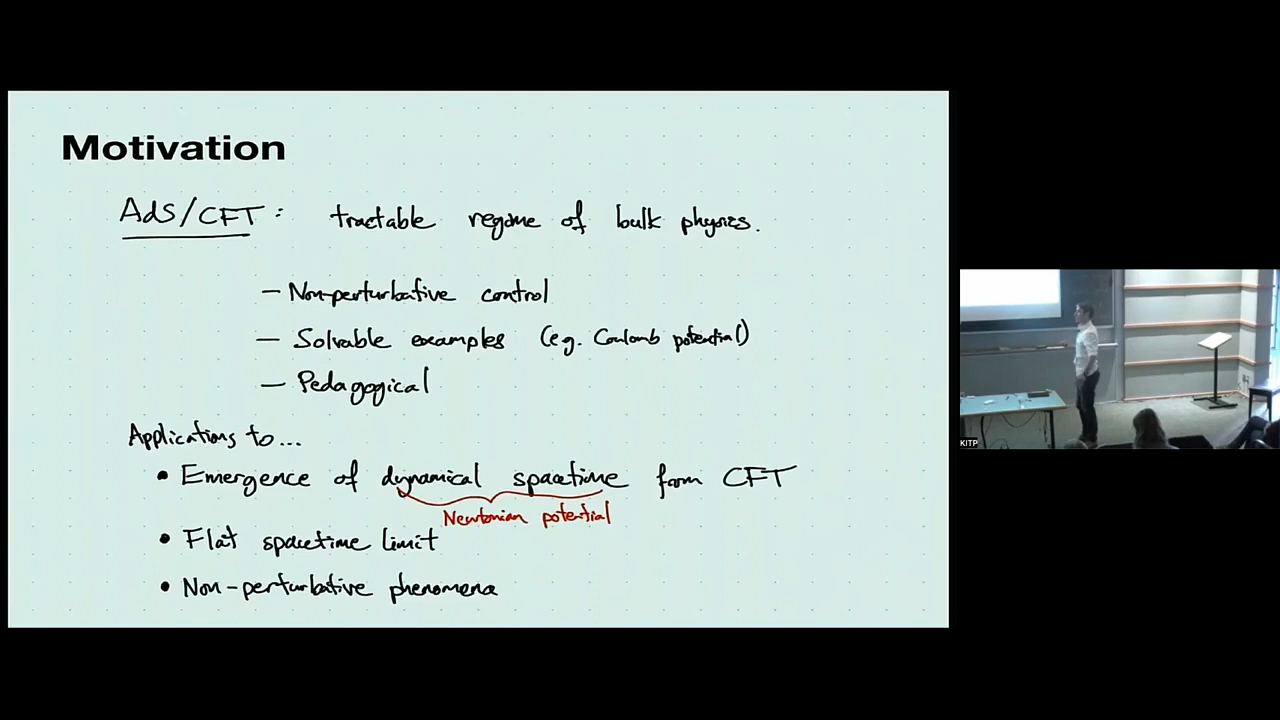 Motivation
AdS/CFT: tractable regime of bulk physics.
— Non-perturbative control
— Solvable examples (eg. Coulomb potential)
— Pedagogical
Applications to...
• Emergence of dynamical spacetime from CFT
Newtonian potential
• Flat spacetime limit
• Non-perturbative phenomena
KITP